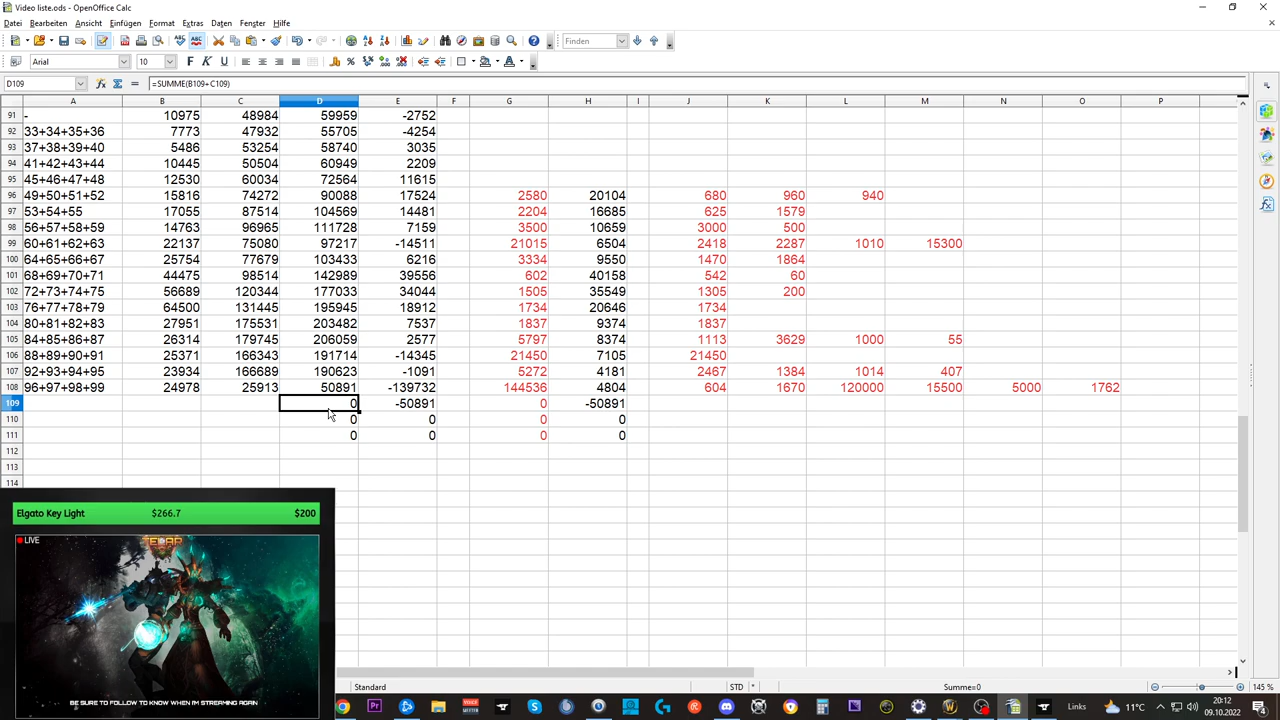 Video liste.ods - OpenOffice Calc
Datei Bearbeiten Ansicht Einfügen Format Extras Daten Fenster Hilfe
Finden
Arial 10
D109 =SUMME(B109+C109)
A B C D E F G H I J K L M N O P
91 - 10975 48984 59959 -2752
92 33+34+35+36 7773 47932 55705 -4254
93 37+38+39+40 5486 53254 58740 3035
94 41+42+43+44 10445 50504 60949 2209
95 45+46+47+48 12530 60034 72564 11615
96 49+50+51+52 15816 74272 90088 17524 2580 20104 680 960 940
97 53+54+55 17055 87514 104569 14481 2204 16685 625 1579
98 56+57+58+59 14763 96965 111728 7159 3500 10659 3000 500
99 60+61+62+63 22137 75080 97217 -14511 21015 6504 2418 2287 1010 15300
100 64+65+66+67 25754 77679 103433 6216 3334 9550 1470 1864
101 68+69+70+71 44475 98514 142989 39556 602 40158 542 60
102 72+73+74+75 56689 120344 177033 34044 1505 35549 1305 200
103 76+77+78+79 64500 131445 195945 18912 1734 20646 1734
104 80+81+82+83 27951 175531 203482 7537 1837 9374 1837
105 84+85+86+87 26314 179745 206059 2577 5797 8374 1113 3629 1000 55
106 88+89+90+91 25371 166343 191714 -14345 21450 7105 21450
107 92+93+94+95 23934 166689 190623 -1091 5272 4181 2467 1384 1014 407
108 96+97+98+99 24978 25913 50891 -139732 144536 4804 604 1670 120000 15500 5000 1762
109 0 -50891 0 -50891
110 0 0 0 0
111 0 0 0 0
112
113
114
Elgato Key Light $266.7 $200
LIVE
BE SURE TO FOLLOW TO KNOW WHEN I'M STREAMING AGAIN
Standard STD * Summe=0 145 %
Links 11°C 20:12
09.10.2022